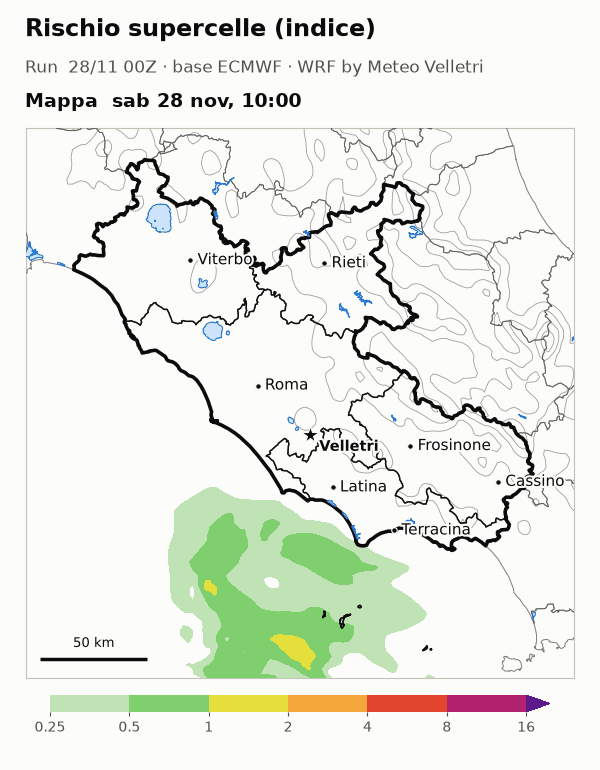 Rischio supercelle (indice)
Run  28/11 00Z · base ECMWF · WRF by Meteo Velletri
Mappa  sab 28 nov, 10:00
Viterbo
Rieti
Roma
Velletri
Frosinone
Cassino
Latina
Terracina
50 km
0.25 0.5 1 2 4 8 16